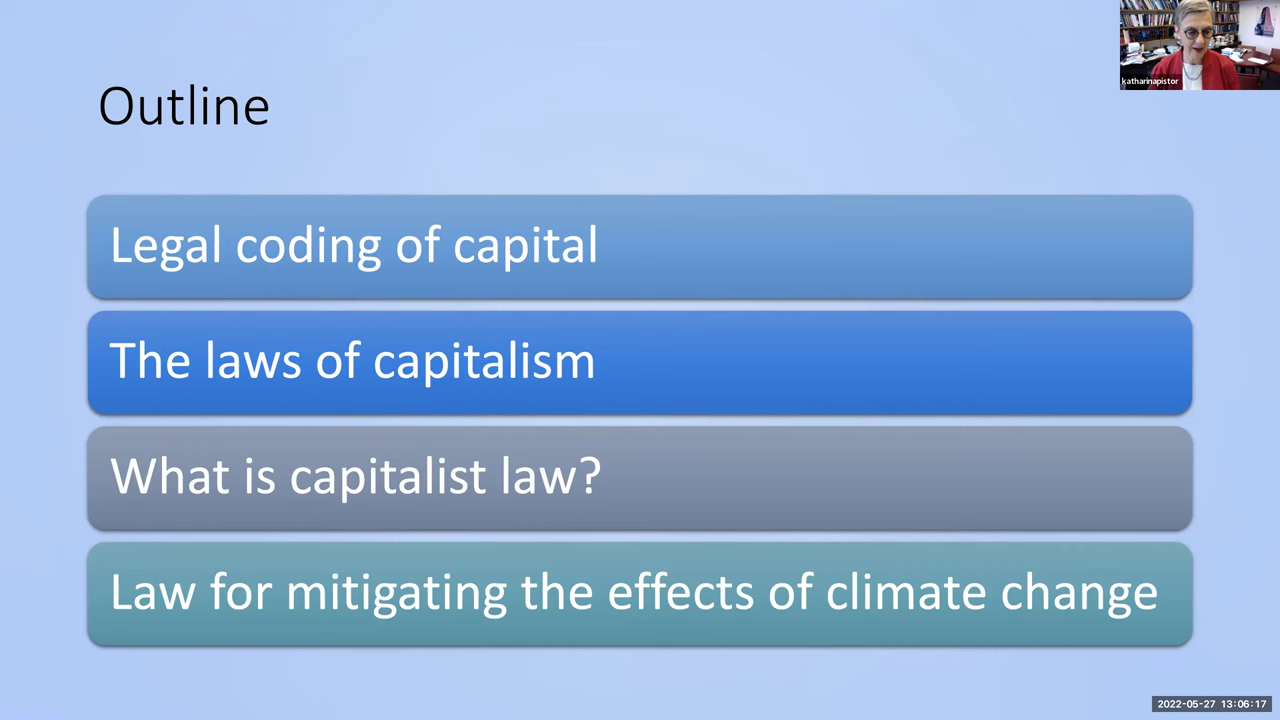 katharinapistor
Outline
Legal coding of capital
The laws of capitalism
What is capitalist law?
Law for mitigating the effects of climate change
2022-05-27 13:06:17